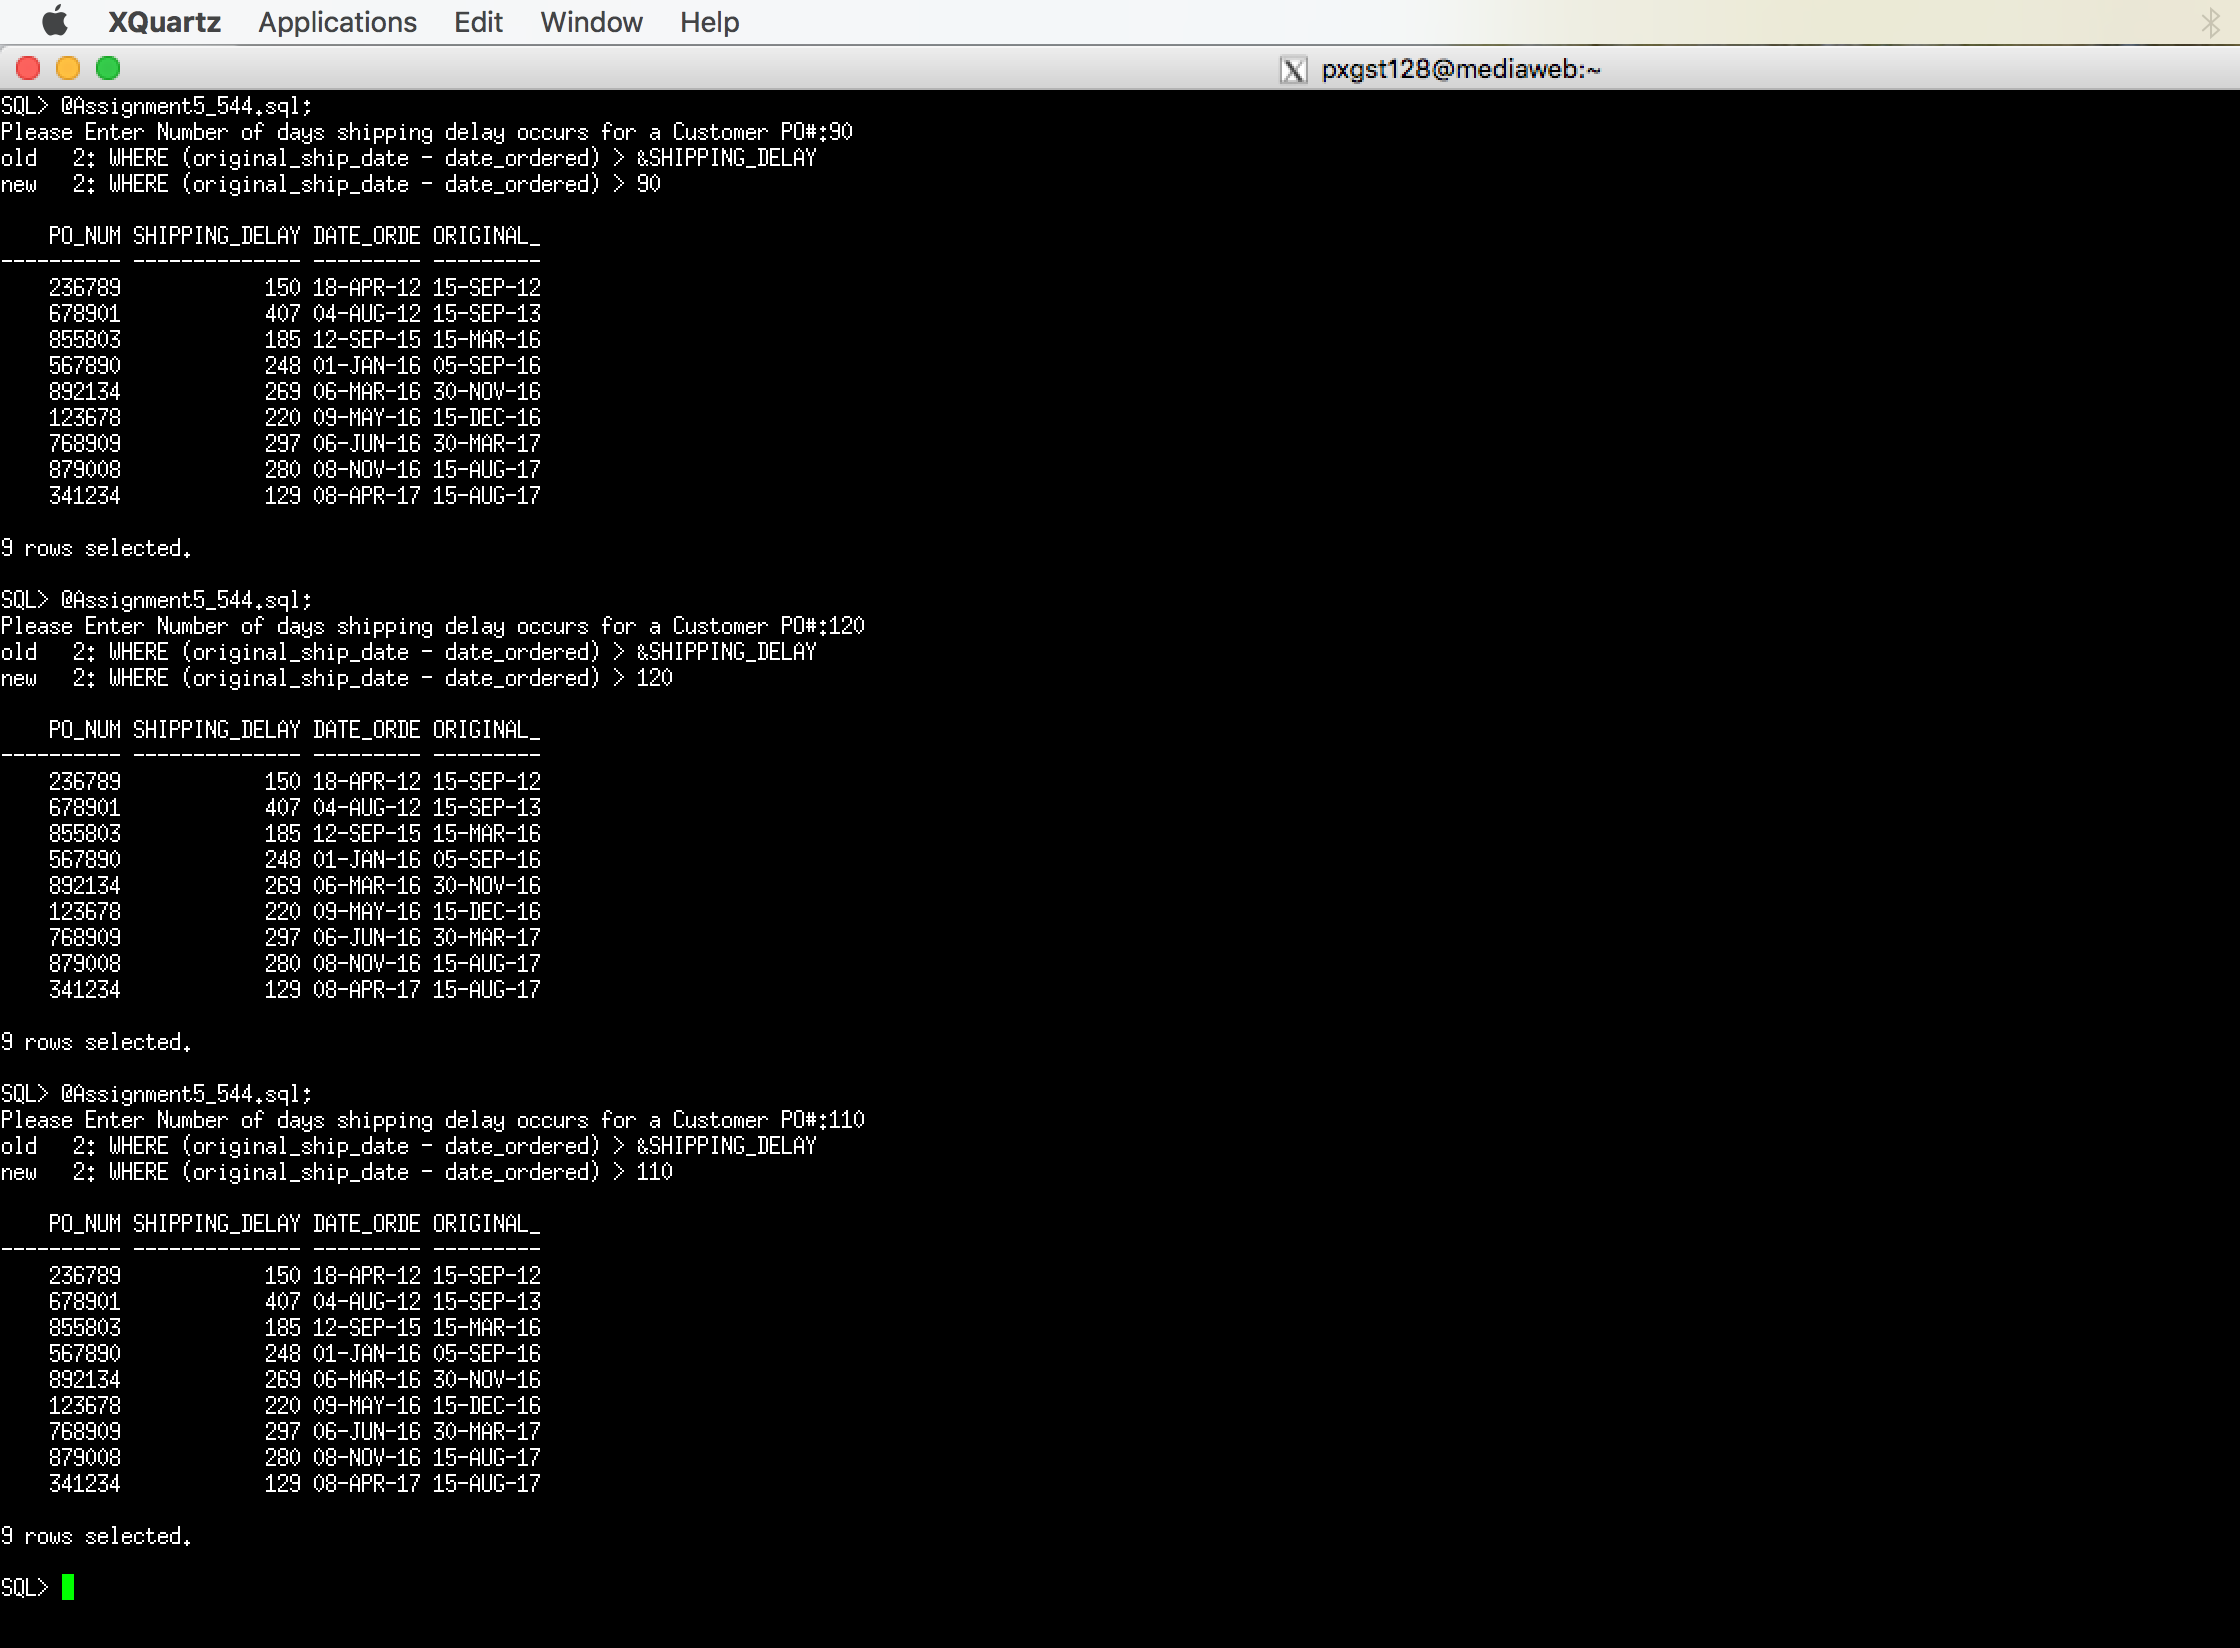 XQuartz Applications Edit Window Help
pxgst128@mediaweb:~
SQL> @Assignment5_544.sql;
Please Enter Number of days shipping delay occurs for a Customer PO#:90
old   2: WHERE (original_ship_date - date_ordered) > &SHIPPING_DELAY
new   2: WHERE (original_ship_date - date_ordered) > 90
    PO_NUM SHIPPING_DELAY DATE_ORDE ORIGINAL_
---------- -------------- --------- ---------
    236789            150 18-APR-12 15-SEP-12
    678901            407 04-AUG-12 15-SEP-13
    855803            185 12-SEP-15 15-MAR-16
    567890            248 01-JAN-16 05-SEP-16
    892134            269 06-MAR-16 30-NOV-16
    123678            220 09-MAY-16 15-DEC-16
    768909            297 06-JUN-16 30-MAR-17
    879008            280 08-NOV-16 15-AUG-17
    341234            129 08-APR-17 15-AUG-17
9 rows selected.
SQL> @Assignment5_544.sql;
Please Enter Number of days shipping delay occurs for a Customer PO#:120
old   2: WHERE (original_ship_date - date_ordered) > &SHIPPING_DELAY
new   2: WHERE (original_ship_date - date_ordered) > 120
    PO_NUM SHIPPING_DELAY DATE_ORDE ORIGINAL_
---------- -------------- --------- ---------
    236789            150 18-APR-12 15-SEP-12
    678901            407 04-AUG-12 15-SEP-13
    855803            185 12-SEP-15 15-MAR-16
    567890            248 01-JAN-16 05-SEP-16
    892134            269 06-MAR-16 30-NOV-16
    123678            220 09-MAY-16 15-DEC-16
    768909            297 06-JUN-16 30-MAR-17
    879008            280 08-NOV-16 15-AUG-17
    341234            129 08-APR-17 15-AUG-17
9 rows selected.
SQL> @Assignment5_544.sql;
Please Enter Number of days shipping delay occurs for a Customer PO#:110
old   2: WHERE (original_ship_date - date_ordered) > &SHIPPING_DELAY
new   2: WHERE (original_ship_date - date_ordered) > 110
    PO_NUM SHIPPING_DELAY DATE_ORDE ORIGINAL_
---------- -------------- --------- ---------
    236789            150 18-APR-12 15-SEP-12
    678901            407 04-AUG-12 15-SEP-13
    855803            185 12-SEP-15 15-MAR-16
    567890            248 01-JAN-16 05-SEP-16
    892134            269 06-MAR-16 30-NOV-16
    123678            220 09-MAY-16 15-DEC-16
    768909            297 06-JUN-16 30-MAR-17
    879008            280 08-NOV-16 15-AUG-17
    341234            129 08-APR-17 15-AUG-17
9 rows selected.
SQL>